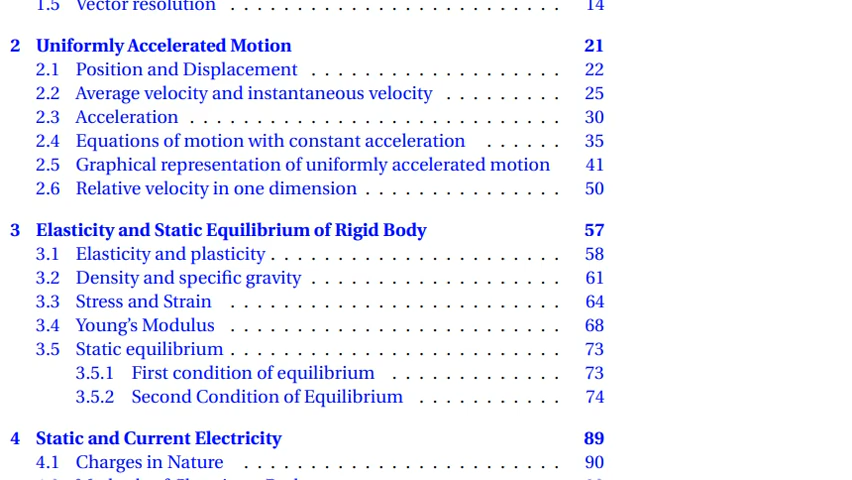 1.5 Vector resolution . . . . . . . . . . . . . . . . . . . . . . . . . 14
2 Uniformly Accelerated Motion 21
2.1 Position and Displacement . . . . . . . . . . . . . . . . . . . 22
2.2 Average velocity and instantaneous velocity . . . . . . . . . 25
2.3 Acceleration . . . . . . . . . . . . . . . . . . . . . . . . . . . . 30
2.4 Equations of motion with constant acceleration . . . . . . 35
2.5 Graphical representation of uniformly accelerated motion 41
2.6 Relative velocity in one dimension . . . . . . . . . . . . . . . 50
3 Elasticity and Static Equilibrium of Rigid Body 57
3.1 Elasticity and plasticity . . . . . . . . . . . . . . . . . . . . . . 58
3.2 Density and specific gravity . . . . . . . . . . . . . . . . . . . 61
3.3 Stress and Strain . . . . . . . . . . . . . . . . . . . . . . . . . 64
3.4 Young's Modulus . . . . . . . . . . . . . . . . . . . . . . . . . 68
3.5 Static equilibrium . . . . . . . . . . . . . . . . . . . . . . . . . 73
3.5.1 First condition of equilibrium . . . . . . . . . . . . . 73
3.5.2 Second Condition of Equilibrium . . . . . . . . . . . 74
4 Static and Current Electricity 89
4.1 Charges in Nature . . . . . . . . . . . . . . . . . . . . . . . . 90